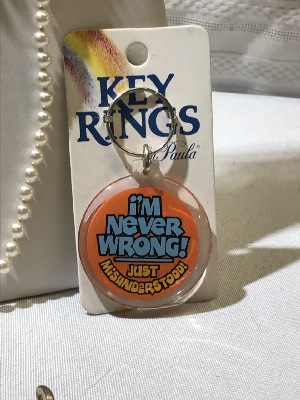 KEY
RINGS
by Paula®
i'M
NeVeR
WRONG!
JUST
MiSUNDeRSTOOD!